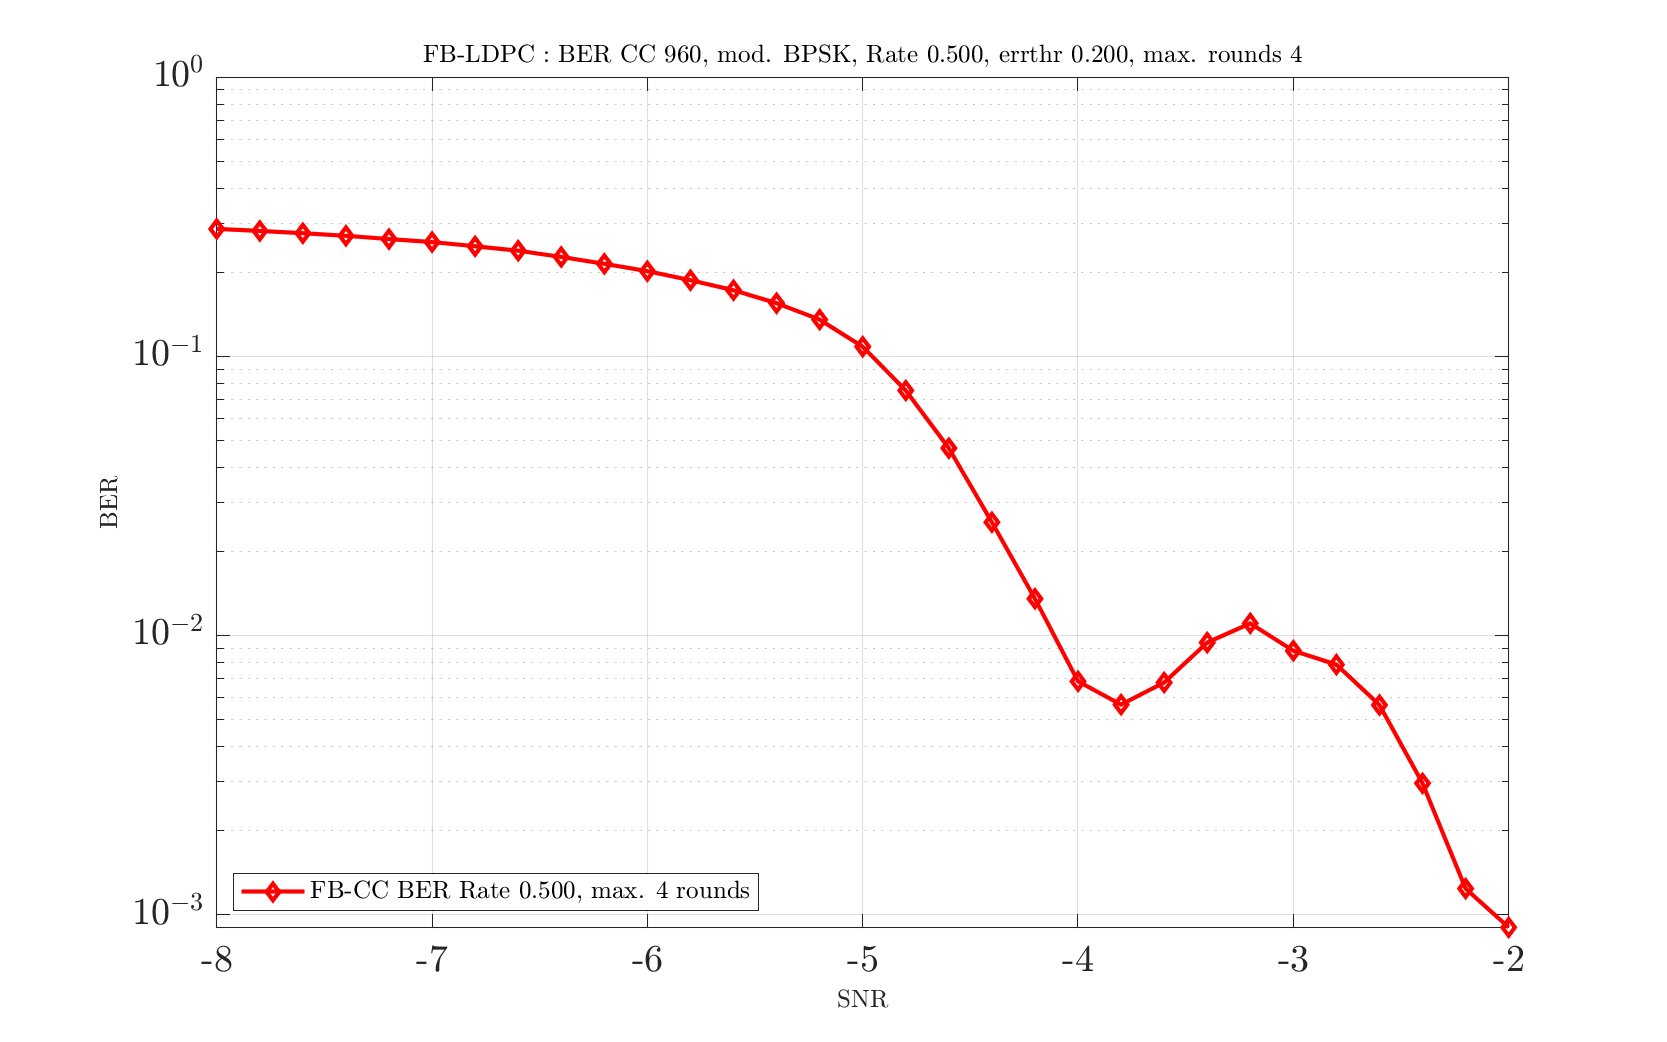 FB-LDPC : BER CC 960, mod. BPSK, Rate 0.500, errthr 0.200, max. rounds 4
10^0
10^{-1}
10^{-2}
10^{-3}
BER
FB-CC BER Rate 0.500, max. 4 rounds
-8 -7 -6 -5 -4 -3 -2
SNR